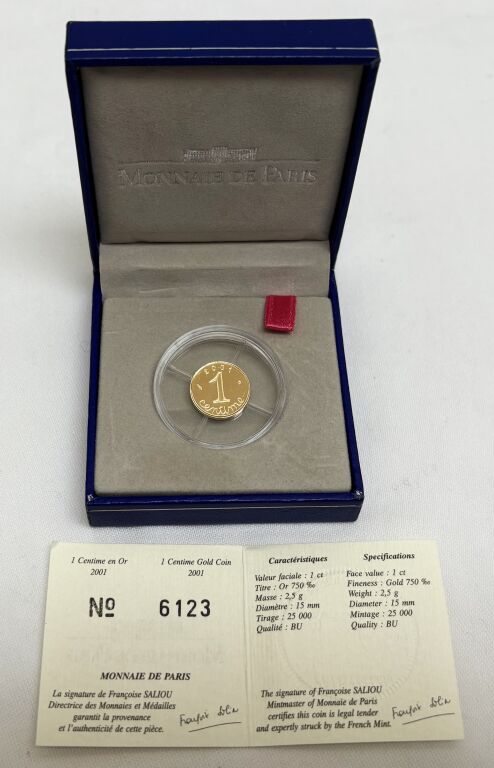 MONNAIE DE PARIS
2001
1
centime
1 Centime en Or
2001
1 Centime Gold Coin
2001
Nº 6123
MONNAIE DE PARIS
La signature de Françoise SALIOU
Directrice des Monnaies et Médailles
garantit la provenance
et l'authenticité de cette pièce.
Caractéristiques
Valeur faciale : 1 ct
Titre : Or 750 ‰
Masse : 2,5 g
Diamètre : 15 mm
Tirage : 25 000
Qualité : BU
Specifications
Face value : 1 ct
Fineness : Gold 750 ‰
Weight : 2,5 g
Diameter : 15 mm
Mintage : 25 000
Quality : BU
The signature of Françoise SALIOU
Mintmaster of Monnaie de Paris
certifies this coin is legal tender
and expertly struck by the French Mint.